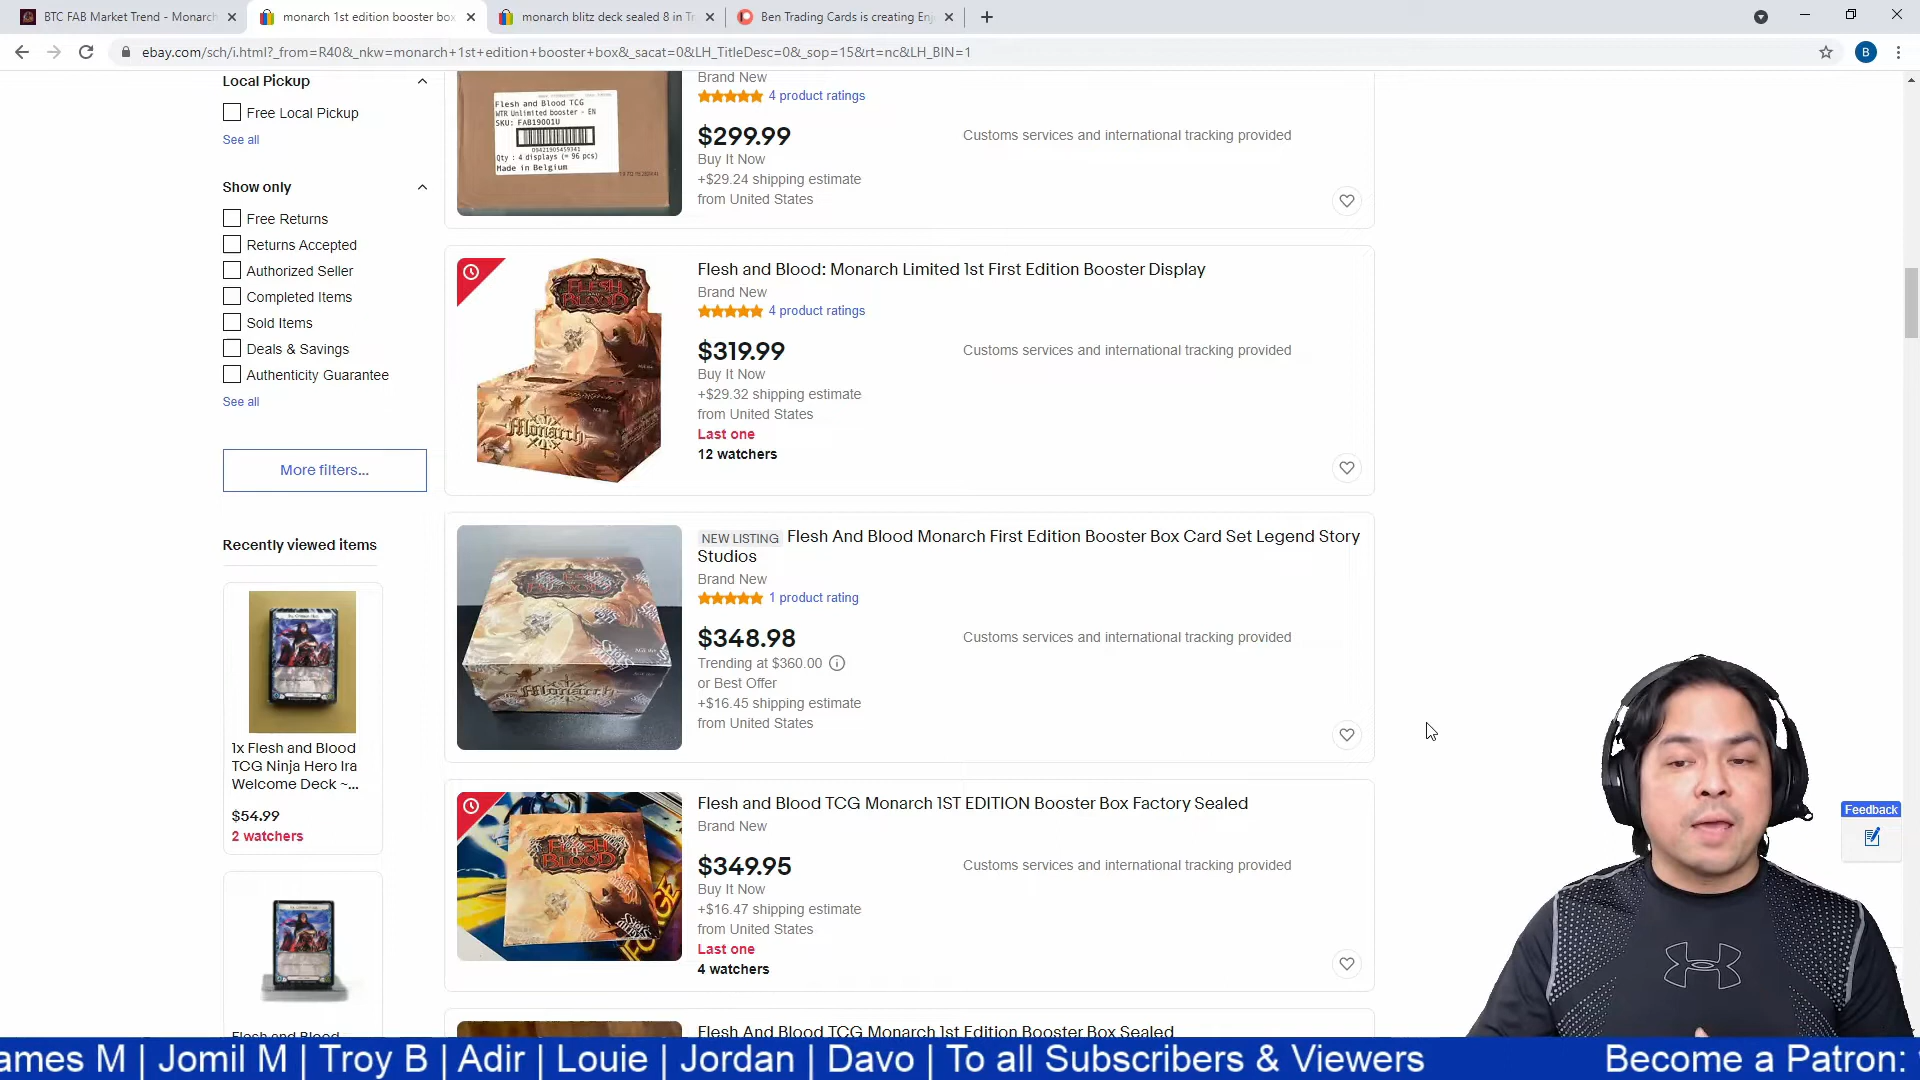 BTC FAB Market Trend - Monarch
monarch 1st edition booster box
monarch blitz deck sealed 8 in Tr
Ben Trading Cards is creating En
ebay.com/sch/i.html?_from=R40&_nkw=monarch+1st+edition+booster+box&_sacat=0&LH_TitleDesc=0&_sop=15&rt=nc&LH_BIN=1
B
Local Pickup
Free Local Pickup
See all
Show only
Free Returns
Returns Accepted
Authorized Seller
Completed Items
Sold Items
Deals & Savings
Authenticity Guarantee
See all
More filters...
Recently viewed items
1x Flesh and Blood
TCG Ninja Hero Ira
Welcome Deck ~...
$54.99
2 watchers
Flesh and Blood
Flesh and Blood TCG
WTR Unlimited booster - EN
SKU: FAB19001U
Qty : 4 displays (= 96 pcs)
Made in Belgium
Brand New
4 product ratings
$299.99
Buy It Now
+$29.24 shipping estimate
from United States
Customs services and international tracking provided
FLESH
AND
BLOOD
Monarch
Flesh and Blood: Monarch Limited 1st First Edition Booster Display
Brand New
4 product ratings
$319.99
Buy It Now
+$29.32 shipping estimate
from United States
Last one
12 watchers
Customs services and international tracking provided
Monarch
NEW LISTING Flesh And Blood Monarch First Edition Booster Box Card Set Legend Story
Studios
Brand New
1 product rating
$348.98
Trending at $360.00
or Best Offer
+$16.45 shipping estimate
from United States
Customs services and international tracking provided
FLESH
AND
BLOOD
Flesh and Blood TCG Monarch 1ST EDITION Booster Box Factory Sealed
Brand New
$349.95
Buy It Now
+$16.47 shipping estimate
from United States
Last one
4 watchers
Customs services and international tracking provided
Flesh And Blood TCG Monarch 1st Edition Booster Box Sealed
Feedback
ames M | Jomil M | Troy B | Adir | Louie | Jordan | Davo | To all Subscribers & Viewers
Become a Patron: